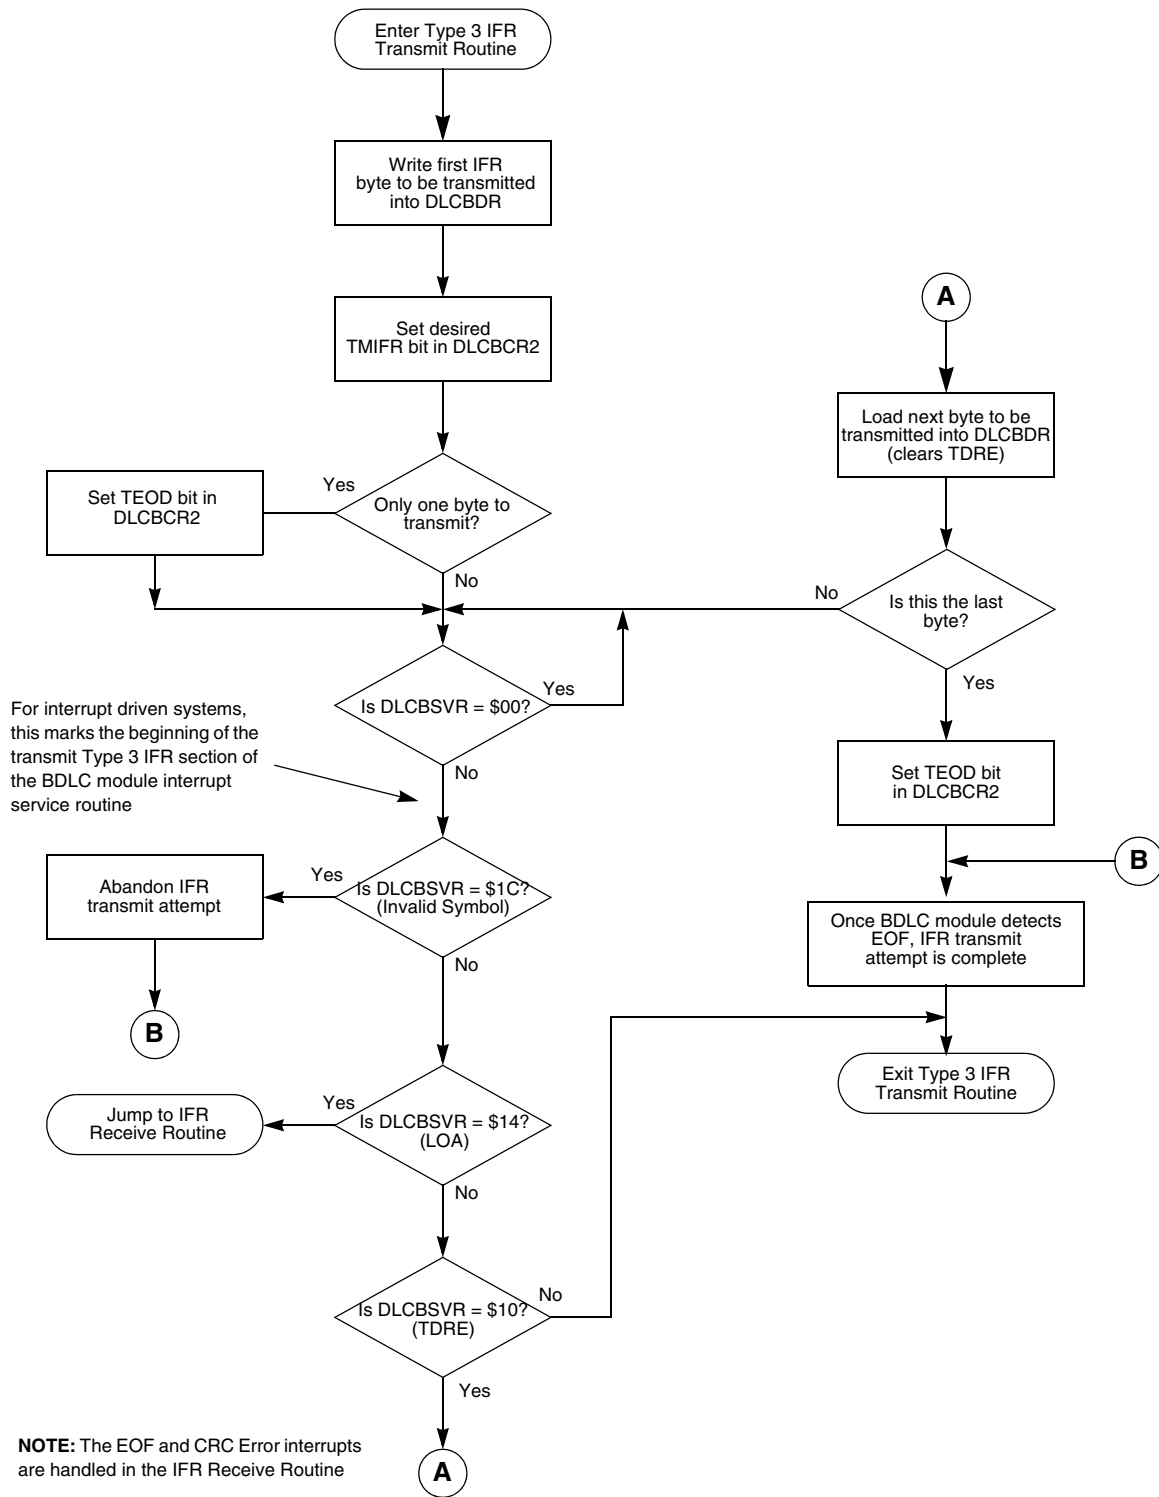 Enter Type 3 IFR
Transmit Routine
Write first IFR
byte to be transmitted
into DLCBDR
Set desired
TMIFR bit in DLCBCR2
Only one byte to
transmit?
Yes
Set TEOD bit in
DLCBCR2
No
Is DLCBSVR = $00?
Yes
No
For interrupt driven systems,
this marks the beginning of the
transmit Type 3 IFR section of
the BDLC module interrupt
service routine
Is DLCBSVR = $1C?
(Invalid Symbol)
Yes
Abandon IFR
transmit attempt
B
No
Is DLCBSVR = $14?
(LOA)
Yes
Jump to IFR
Receive Routine
No
Is DLCBSVR = $10?
(TDRE)
No
Yes
A
A
Load next byte to be
transmitted into DLCBDR
(clears TDRE)
Is this the last
byte?
No
Yes
Set TEOD bit
in DLCBCR2
B
Once BDLC module detects
EOF, IFR transmit
attempt is complete
Exit Type 3 IFR
Transmit Routine
NOTE: The EOF and CRC Error interrupts
are handled in the IFR Receive Routine